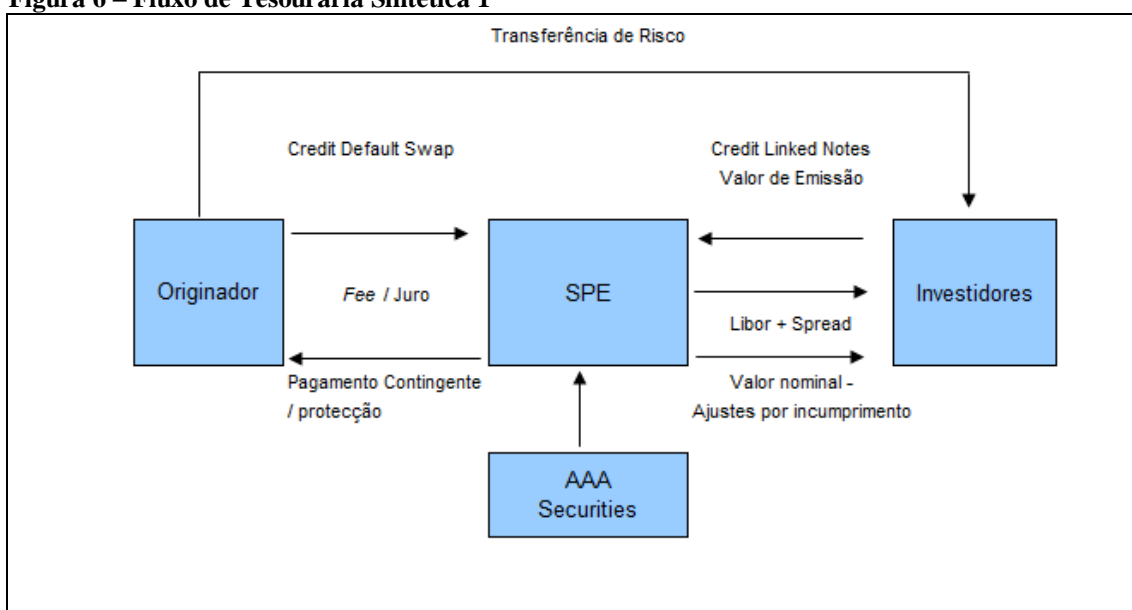 Figura 6 – Fluxo de Tesouraria Sintética 1
Transferência de Risco
Credit Default Swap
Credit Linked Notes
Valor de Emissão
Originador
Fee / Juro
SPE
Investidores
Libor + Spread
Pagamento Contingente
/ protecção
Valor nominal -
Ajustes por incumprimento
AAA
Securities